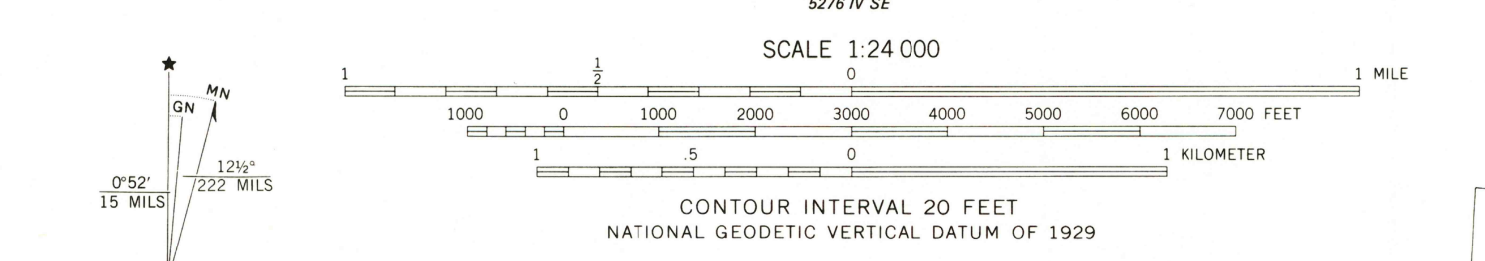 5276 IV SE
SCALE 1:24 000
1 1/2 0 1 MILE
1000 0 1000 2000 3000 4000 5000 6000 7000 FEET
1 .5 0 1 KILOMETER
CONTOUR INTERVAL 20 FEET
NATIONAL GEODETIC VERTICAL DATUM OF 1929
★
MN
GN
12½°
222 MILS
0°52'
15 MILS